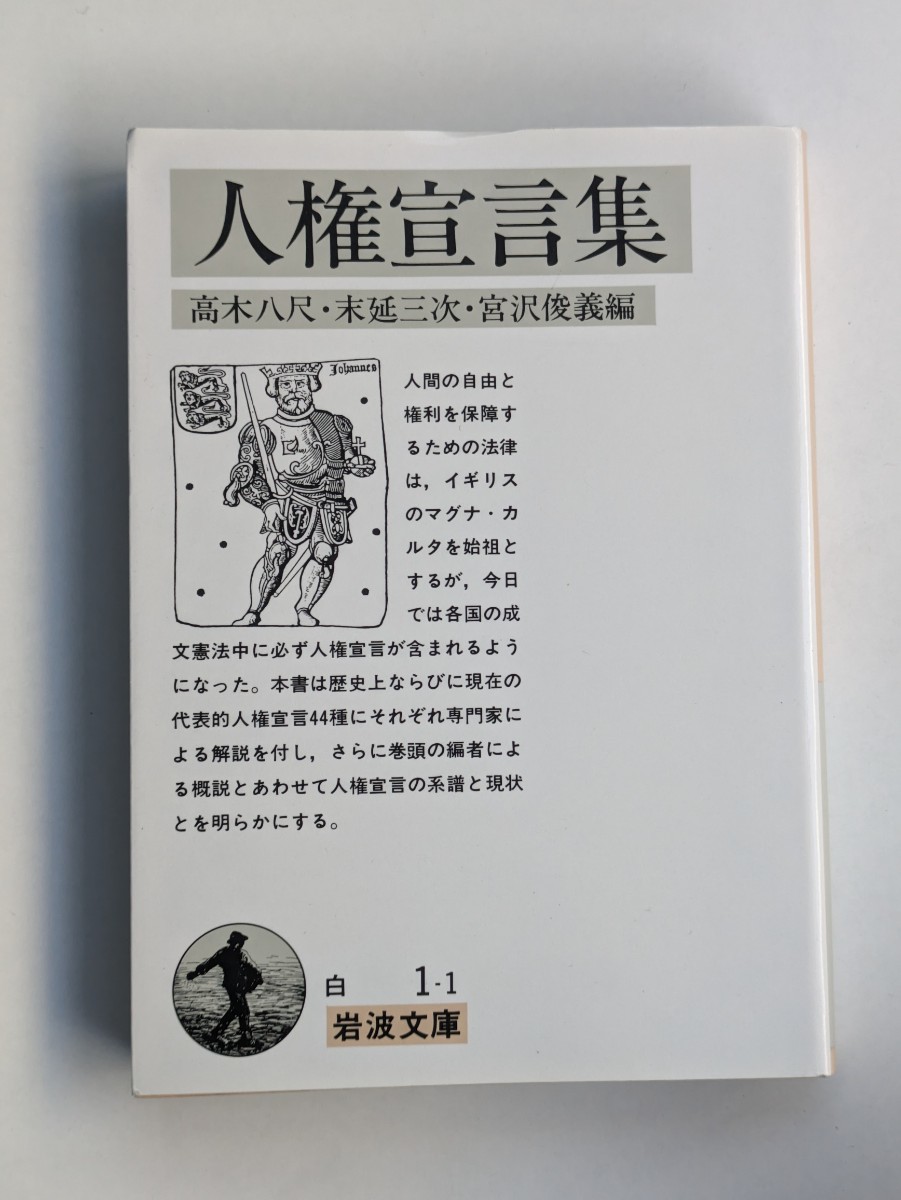 人権宣言集
高木八尺・末延三次・宮沢俊義編
Johannes
人間の自由と
権利を保障す
るための法律
は，イギリス
のマグナ・カ
ルタを始祖と
するが，今日
では各国の成
文憲法中に必ず人権宣言が含まれるよう
になった。本書は歴史上ならびに現在の
代表的人権宣言44種にそれぞれ専門家に
よる解説を付し，さらに巻頭の編者によ
る概説とあわせて人権宣言の系譜と現状
とを明らかにする。
白 1-1
岩波文庫